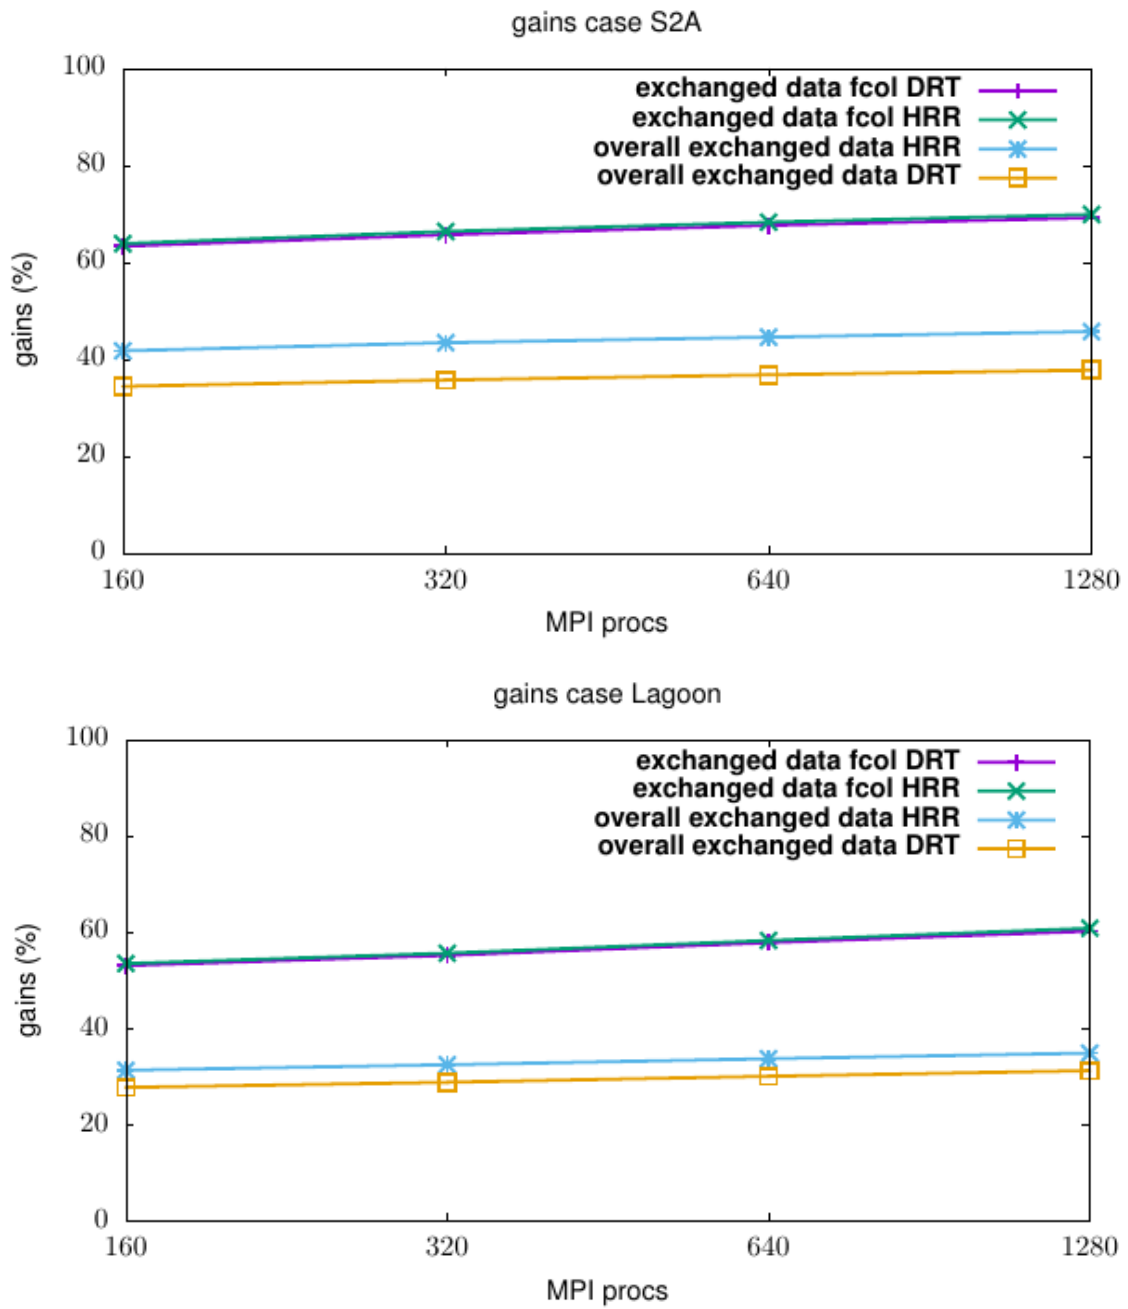 gains case S2A
100
80
60
40
20
0
gains (%)
exchanged data fcol DRT
exchanged data fcol HRR
overall exchanged data HRR
overall exchanged data DRT
160 320 640 1280
MPI procs
gains case Lagoon
100
80
60
40
20
0
gains (%)
exchanged data fcol DRT
exchanged data fcol HRR
overall exchanged data HRR
overall exchanged data DRT
160 320 640 1280
MPI procs